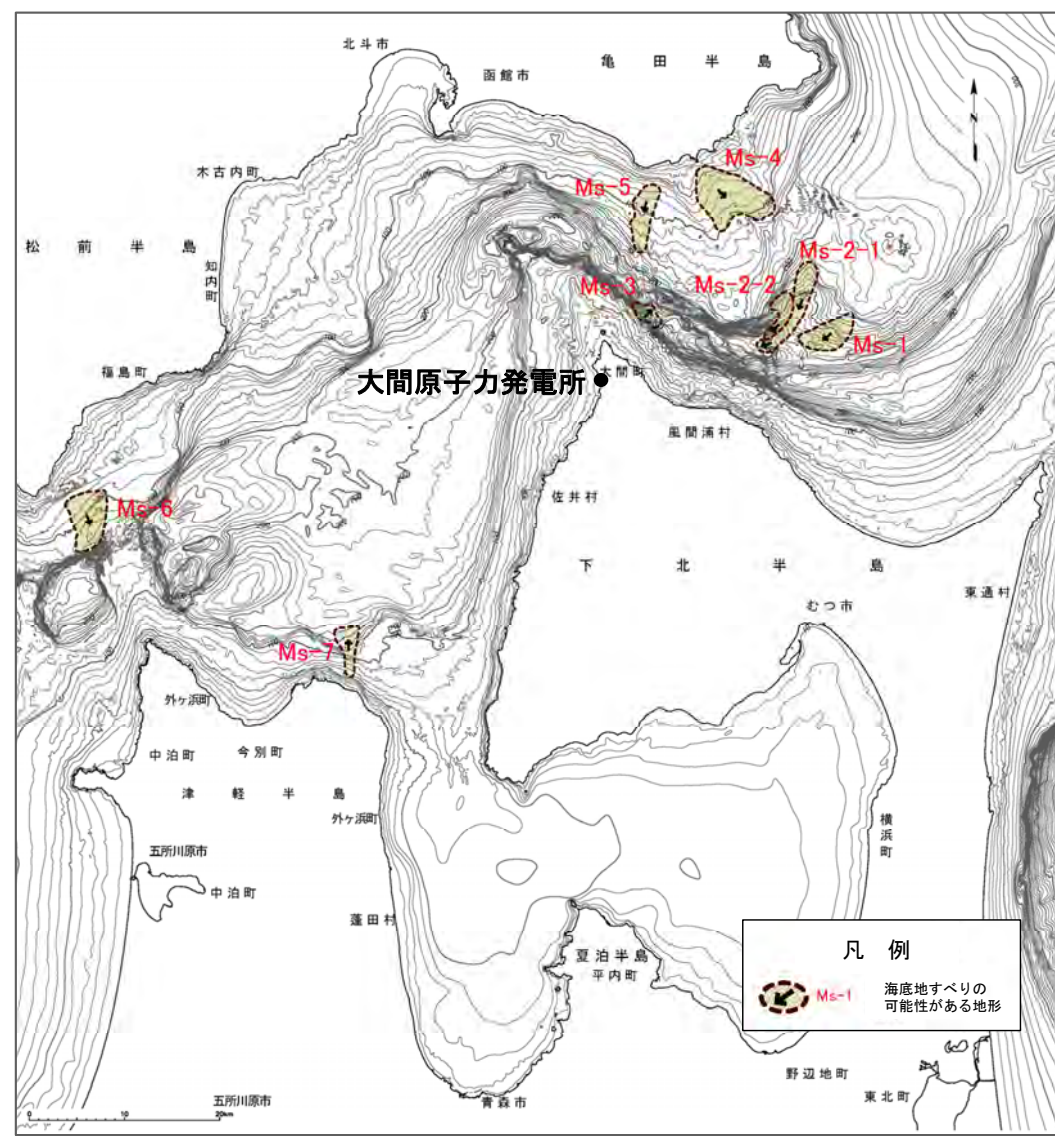 北斗市
函館市
亀田半島
N
木古内町
Ms-4
Ms-5
松前半島
知内町
Ms-2-1
Ms-3
Ms-2-2
Ms-1
福島町
大間原子力発電所
大間町
風間浦村
佐井村
Ms-6
下北半島
東通村
むつ市
Ms-7
外ヶ浜町
中泊町
今別町
津軽半島
外ヶ浜町
横浜町
五所川原市
中泊町
蓬田村
夏泊半島
平内町
凡例
Ms-1
海底地すべりの
可能性がある地形
野辺地町
東北町
五所川原市
青森市
0 10 20km